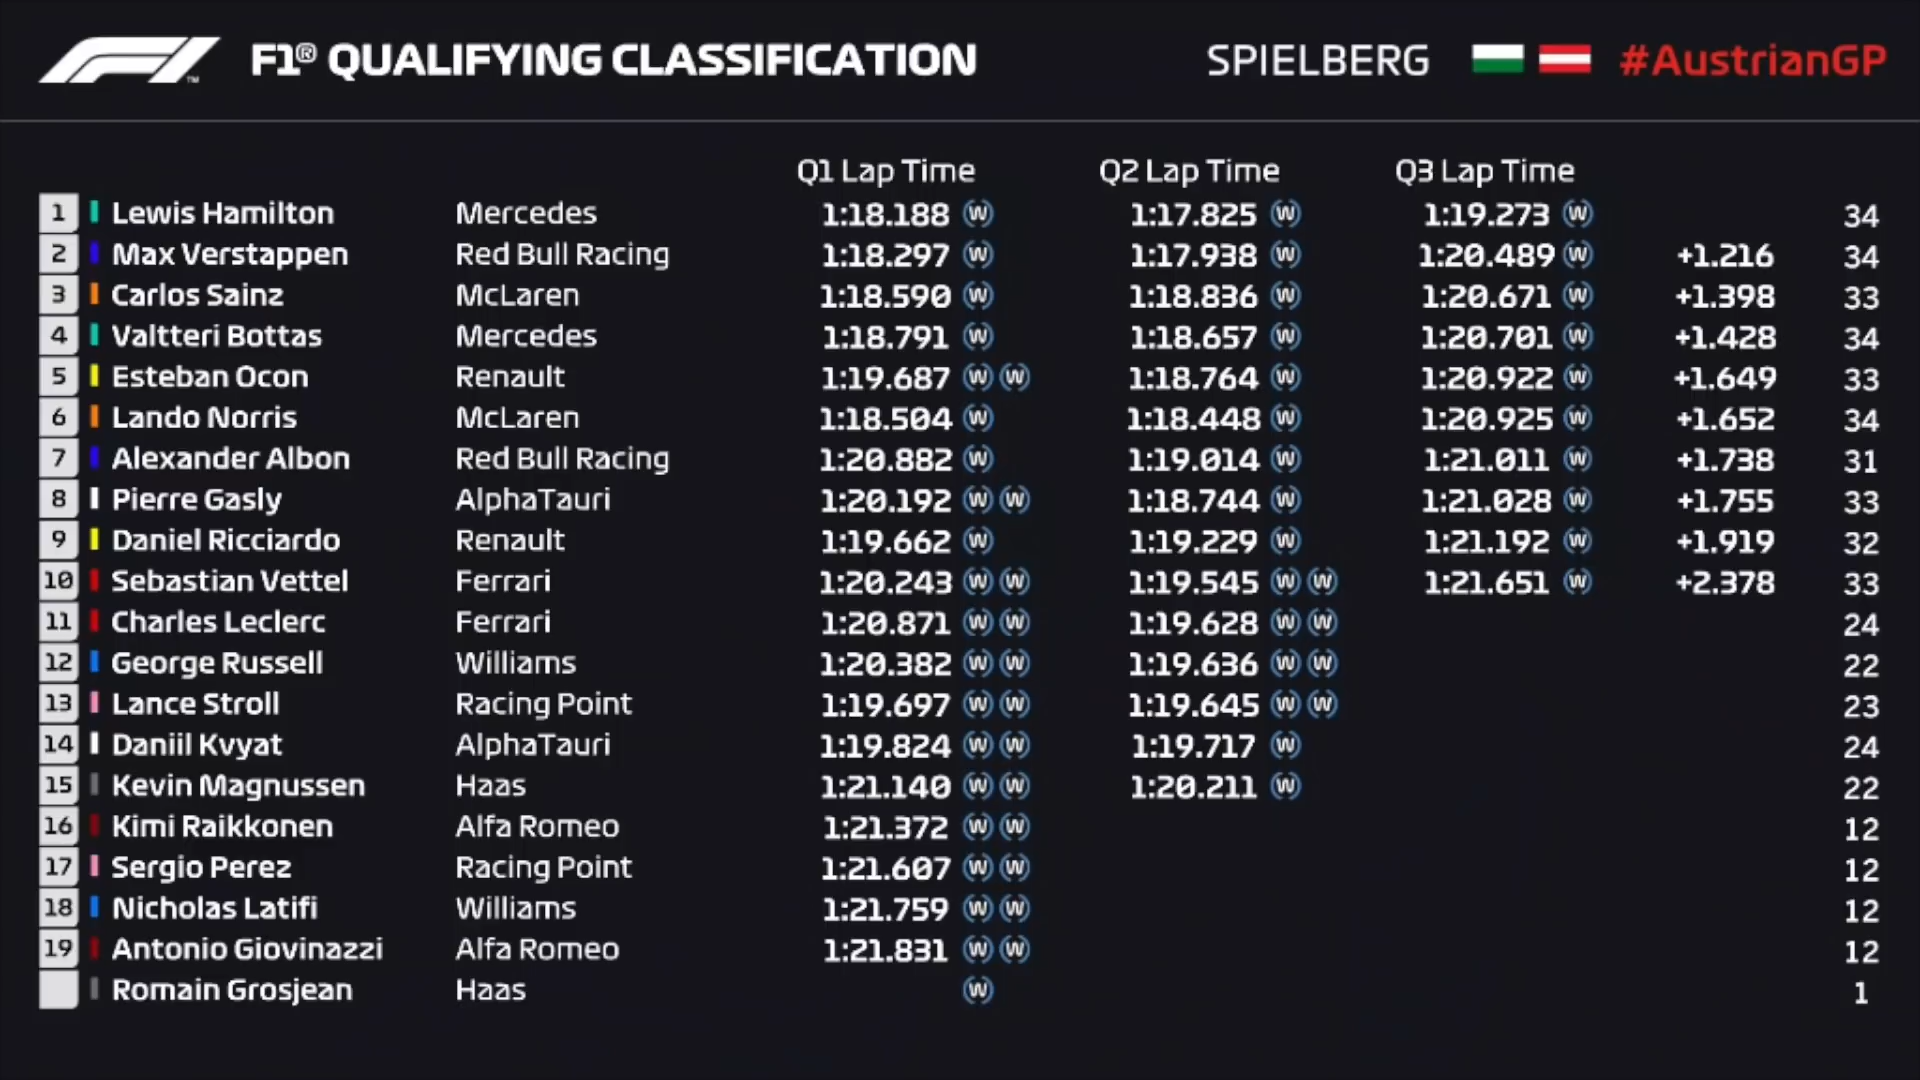 F1™ F1® QUALIFYING CLASSIFICATION SPIELBERG #AustrianGP
Q1 Lap Time Q2 Lap Time Q3 Lap Time
1 Lewis Hamilton Mercedes 1:18.188 W 1:17.825 W 1:19.273 W 34
2 Max Verstappen Red Bull Racing 1:18.297 W 1:17.938 W 1:20.489 W +1.216 34
3 Carlos Sainz McLaren 1:18.590 W 1:18.836 W 1:20.671 W +1.398 33
4 Valtteri Bottas Mercedes 1:18.791 W 1:18.657 W 1:20.701 W +1.428 34
5 Esteban Ocon Renault 1:19.687 W W 1:18.764 W 1:20.922 W +1.649 33
6 Lando Norris McLaren 1:18.504 W 1:18.448 W 1:20.925 W +1.652 34
7 Alexander Albon Red Bull Racing 1:20.882 W 1:19.014 W 1:21.011 W +1.738 31
8 Pierre Gasly AlphaTauri 1:20.192 W W 1:18.744 W 1:21.028 W +1.755 33
9 Daniel Ricciardo Renault 1:19.662 W 1:19.229 W 1:21.192 W +1.919 32
10 Sebastian Vettel Ferrari 1:20.243 W W 1:19.545 W W 1:21.651 W +2.378 33
11 Charles Leclerc Ferrari 1:20.871 W W 1:19.628 W W 24
12 George Russell Williams 1:20.382 W W 1:19.636 W W 22
13 Lance Stroll Racing Point 1:19.697 W W 1:19.645 W W 23
14 Daniil Kvyat AlphaTauri 1:19.824 W W 1:19.717 W 24
15 Kevin Magnussen Haas 1:21.140 W W 1:20.211 W 22
16 Kimi Raikkonen Alfa Romeo 1:21.372 W W 12
17 Sergio Perez Racing Point 1:21.607 W W 12
18 Nicholas Latifi Williams 1:21.759 W W 12
19 Antonio Giovinazzi Alfa Romeo 1:21.831 W W 12
Romain Grosjean Haas W 1